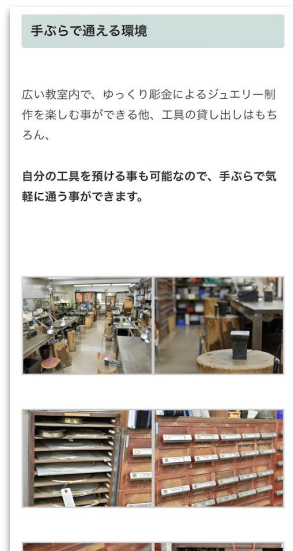 手ぶらで通える環境
広い教室内で、ゆっくり彫金によるジュエリー制
作を楽しむ事ができる他、工具の貸し出しはもち
ろん、
自分の工具を預ける事も可能なので、手ぶらで気
軽に通う事ができます。